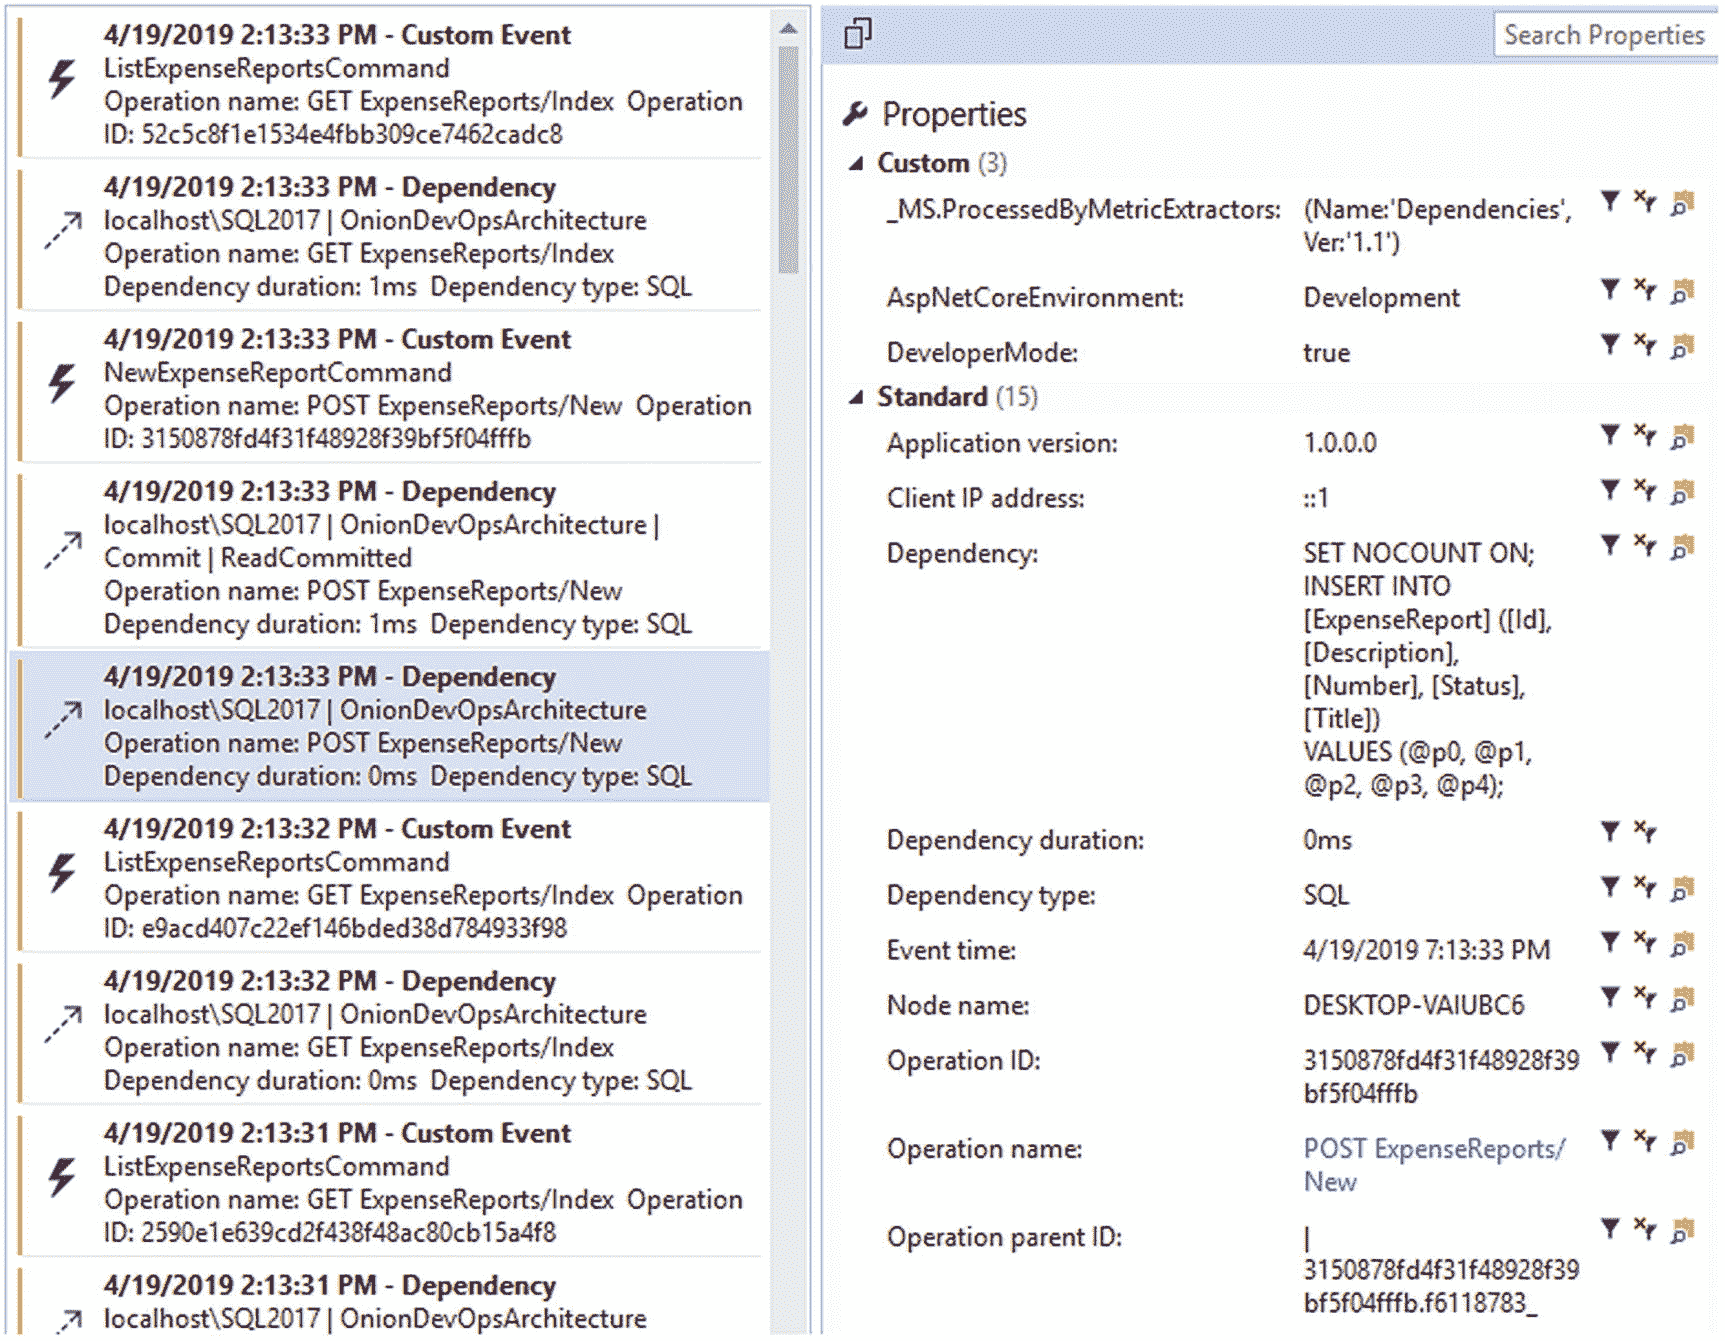 4/19/2019 2:13:33 PM - Custom Event
ListExpenseReportsCommand
Operation name: GET ExpenseReports/Index  Operation
ID: 52c5c8f1e1534e4fbb309ce7462cadc8
4/19/2019 2:13:33 PM - Dependency
localhost\SQL2017 | OnionDevOpsArchitecture
Operation name: GET ExpenseReports/Index
Dependency duration: 1ms  Dependency type: SQL
4/19/2019 2:13:33 PM - Custom Event
NewExpenseReportCommand
Operation name: POST ExpenseReports/New  Operation
ID: 3150878fd4f31f48928f39bf5f04fffb
4/19/2019 2:13:33 PM - Dependency
localhost\SQL2017 | OnionDevOpsArchitecture |
Commit | ReadCommitted
Operation name: POST ExpenseReports/New
Dependency duration: 1ms  Dependency type: SQL
4/19/2019 2:13:33 PM - Dependency
localhost\SQL2017 | OnionDevOpsArchitecture
Operation name: POST ExpenseReports/New
Dependency duration: 0ms  Dependency type: SQL
4/19/2019 2:13:32 PM - Custom Event
ListExpenseReportsCommand
Operation name: GET ExpenseReports/Index  Operation
ID: e9acd407c22ef146bded38d784933f98
4/19/2019 2:13:32 PM - Dependency
localhost\SQL2017 | OnionDevOpsArchitecture
Operation name: GET ExpenseReports/Index
Dependency duration: 0ms  Dependency type: SQL
4/19/2019 2:13:31 PM - Custom Event
ListExpenseReportsCommand
Operation name: GET ExpenseReports/Index  Operation
ID: 2590e1e639cd2f438f48ac80cb15a4f8
4/19/2019 2:13:31 PM - Dependency
localhost\SQL2017 | OnionDevOpsArchitecture
Search Properties
Properties
Custom (3)
_MS.ProcessedByMetricExtractors: (Name:'Dependencies',
Ver:'1.1')
AspNetCoreEnvironment: Development
DeveloperMode: true
Standard (15)
Application version: 1.0.0.0
Client IP address: ::1
Dependency: SET NOCOUNT ON;
INSERT INTO
[ExpenseReport] ([Id],
[Description],
[Number], [Status],
[Title])
VALUES (@p0, @p1,
@p2, @p3, @p4);
Dependency duration: 0ms
Dependency type: SQL
Event time: 4/19/2019 7:13:33 PM
Node name: DESKTOP-VAIUBC6
Operation ID: 3150878fd4f31f48928f39
bf5f04fffb
Operation name: POST ExpenseReports/
New
Operation parent ID: |
3150878fd4f31f48928f39
bf5f04fffb.f6118783_